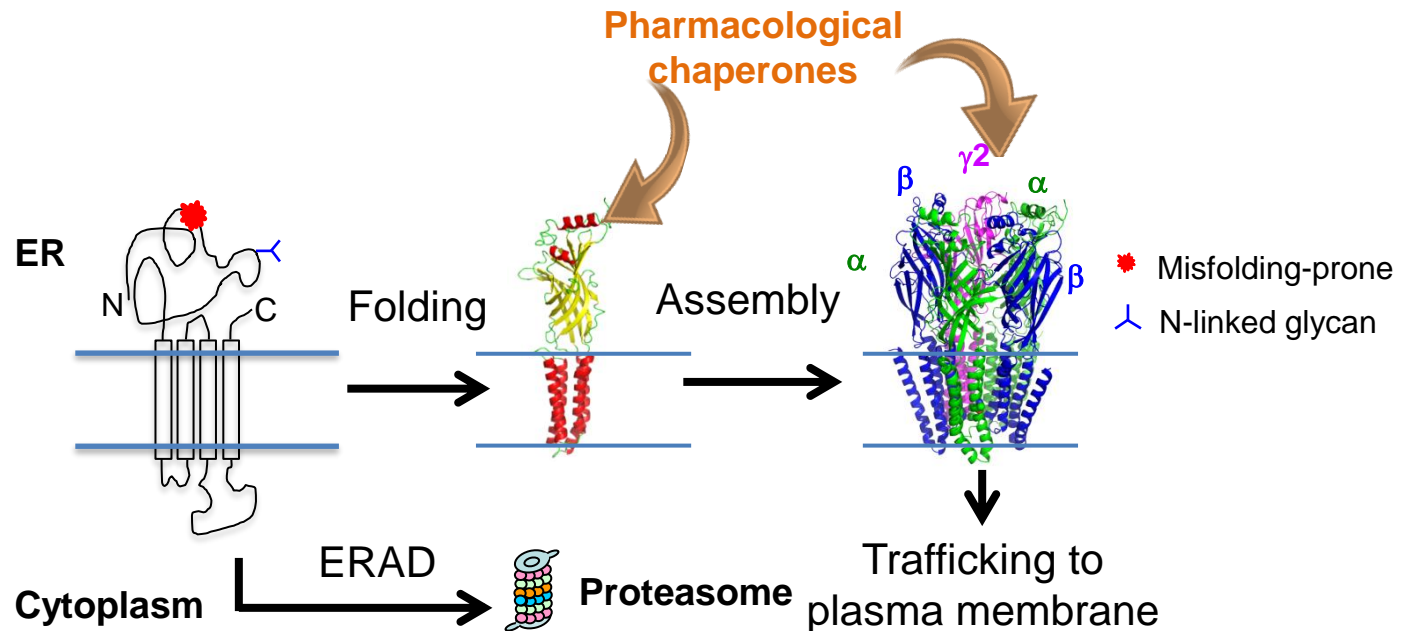 Pharmacological
chaperones
γ2
β
α
ER
α
β
Misfolding-prone
N
C
Folding
Assembly
N-linked glycan
ERAD
Proteasome
Trafficking to
plasma membrane
Cytoplasm